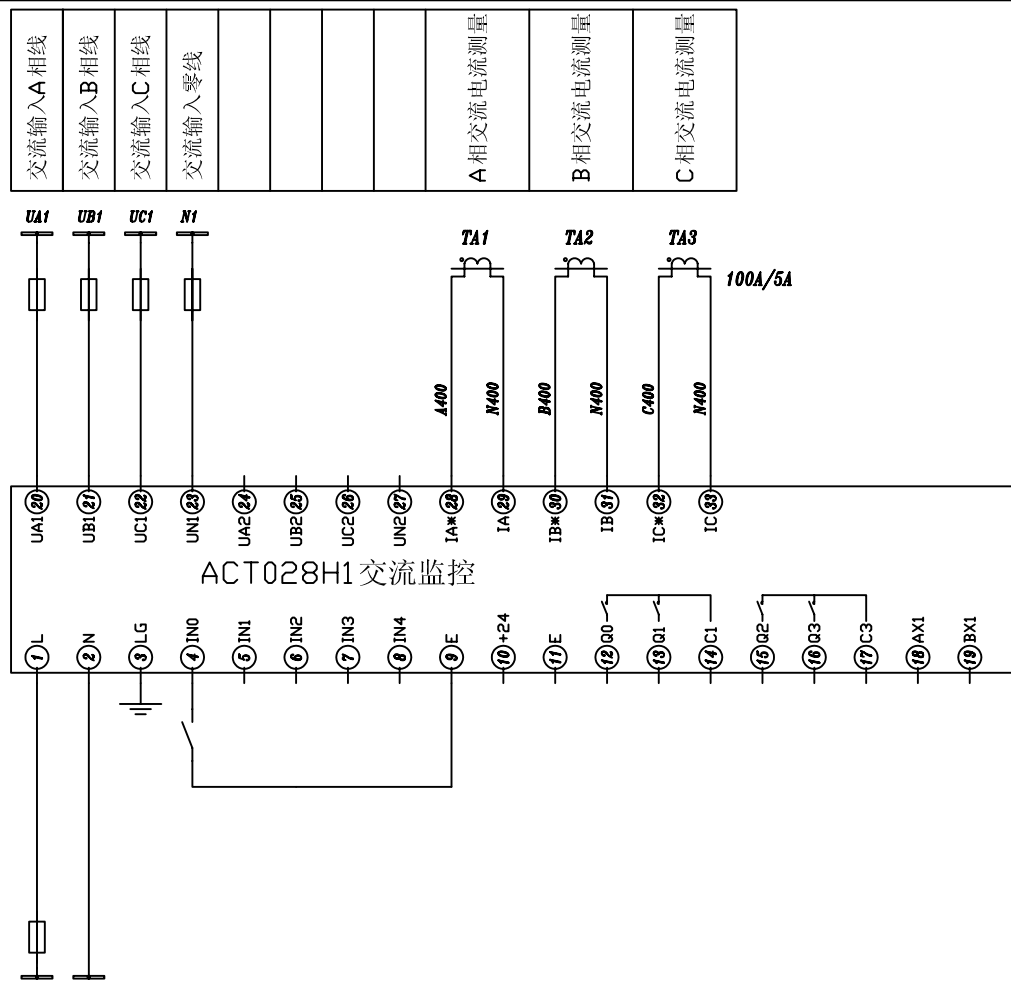 交流输入A相线
交流输入B相线
交流输入C相线
交流输入零线
A相交流电流测量
B相交流电流测量
C相交流电流测量
UA1
UB1
UC1
N1
TA1
TA2
TA3
100A/5A
A400
N400
B400
N400
C400
N400
UA1 20
UB1 21
UC1 22
UN1 23
UA2 24
UB2 25
UC2 26
UN2 27
IA* 28
IA 29
IB* 30
IB 31
IC* 32
IC 33
ACT028H1交流监控
1 L
2 N
3 LG
4 IN0
5 IN1
6 IN2
7 IN3
8 IN4
9 E
10 +24
11 E
12 Q0
13 Q1
14 C1
15 Q2
16 Q3
17 C3
18 AX1
19 BX1